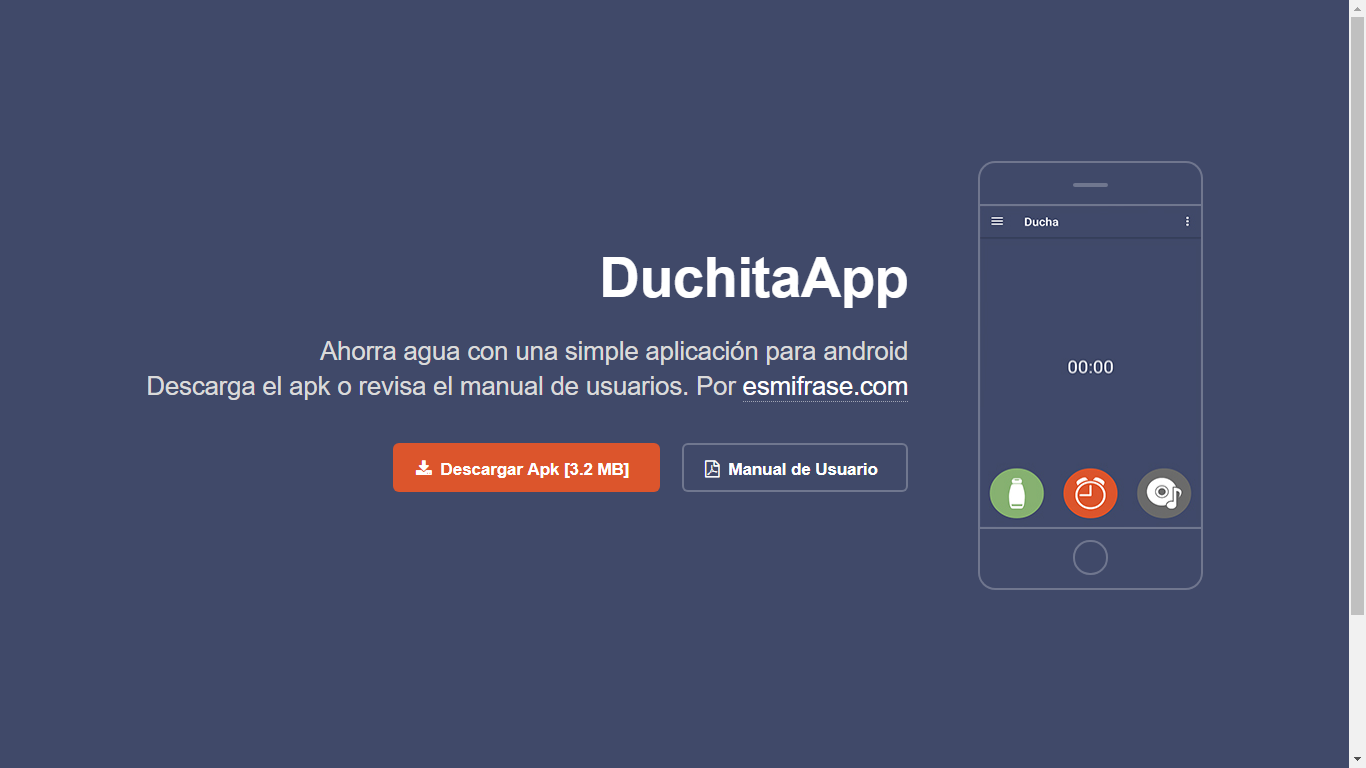 DuchitaApp
Ahorra agua con una simple aplicación para android
Descarga el apk o revisa el manual de usuarios. Por esmifrase.com
Descargar Apk [3.2 MB]
Manual de Usuario
Ducha
00:00